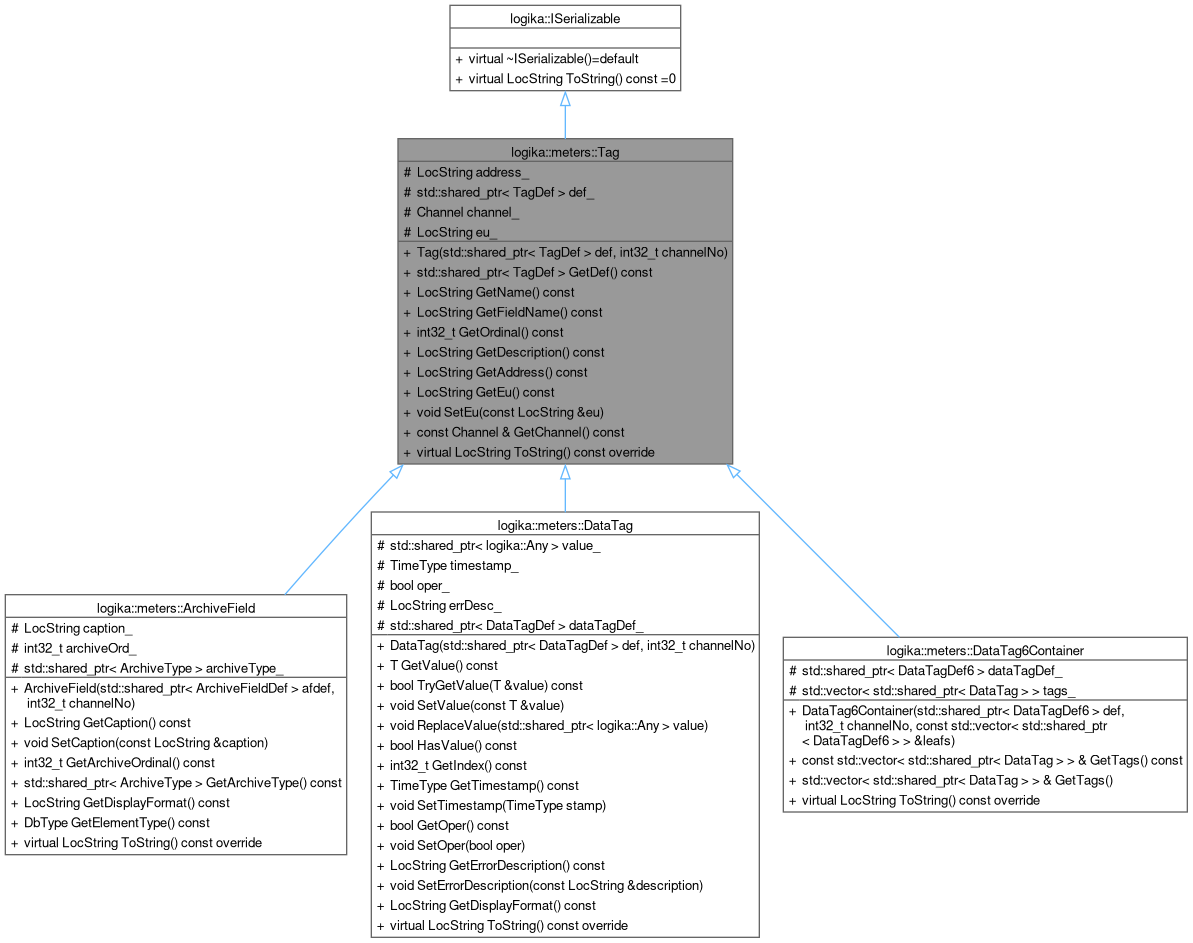 logika::ISerializable
+ virtual ~ISerializable()=default
+ virtual LocString ToString() const =0
logika::meters::Tag
# LocString address_
# std::shared_ptr< TagDef > def_
# Channel channel_
# LocString eu_
+ Tag(std::shared_ptr< TagDef > def, int32_t channelNo)
+ std::shared_ptr< TagDef > GetDef() const
+ LocString GetName() const
+ LocString GetFieldName() const
+ int32_t GetOrdinal() const
+ LocString GetDescription() const
+ LocString GetAddress() const
+ LocString GetEu() const
+ void SetEu(const LocString &eu)
+ const Channel & GetChannel() const
+ virtual LocString ToString() const override
logika::meters::ArchiveField
# LocString caption_
# int32_t archiveOrd_
# std::shared_ptr< ArchiveType > archiveType_
+ ArchiveField(std::shared_ptr< ArchiveFieldDef > afdef,
int32_t channelNo)
+ LocString GetCaption() const
+ void SetCaption(const LocString &caption)
+ int32_t GetArchiveOrdinal() const
+ std::shared_ptr< ArchiveType > GetArchiveType() const
+ LocString GetDisplayFormat() const
+ DbType GetElementType() const
+ virtual LocString ToString() const override
logika::meters::DataTag
# std::shared_ptr< logika::Any > value_
# TimeType timestamp_
# bool oper_
# LocString errDesc_
# std::shared_ptr< DataTagDef > dataTagDef_
+ DataTag(std::shared_ptr< DataTagDef > def, int32_t channelNo)
+ T GetValue() const
+ bool TryGetValue(T &value) const
+ void SetValue(const T &value)
+ void ReplaceValue(std::shared_ptr< logika::Any > value)
+ bool HasValue() const
+ int32_t GetIndex() const
+ TimeType GetTimestamp() const
+ void SetTimestamp(TimeType stamp)
+ bool GetOper() const
+ void SetOper(bool oper)
+ LocString GetErrorDescription() const
+ void SetErrorDescription(const LocString &description)
+ LocString GetDisplayFormat() const
+ virtual LocString ToString() const override
logika::meters::DataTag6Container
# std::shared_ptr< DataTagDef6 > dataTagDef_
# std::vector< std::shared_ptr< DataTag > > tags_
+ DataTag6Container(std::shared_ptr< DataTagDef6 > def,
int32_t channelNo, const std::vector< std::shared_ptr
< DataTagDef6 > > &leafs)
+ const std::vector< std::shared_ptr< DataTag > > & GetTags() const
+ std::vector< std::shared_ptr< DataTag > > & GetTags()
+ virtual LocString ToString() const override